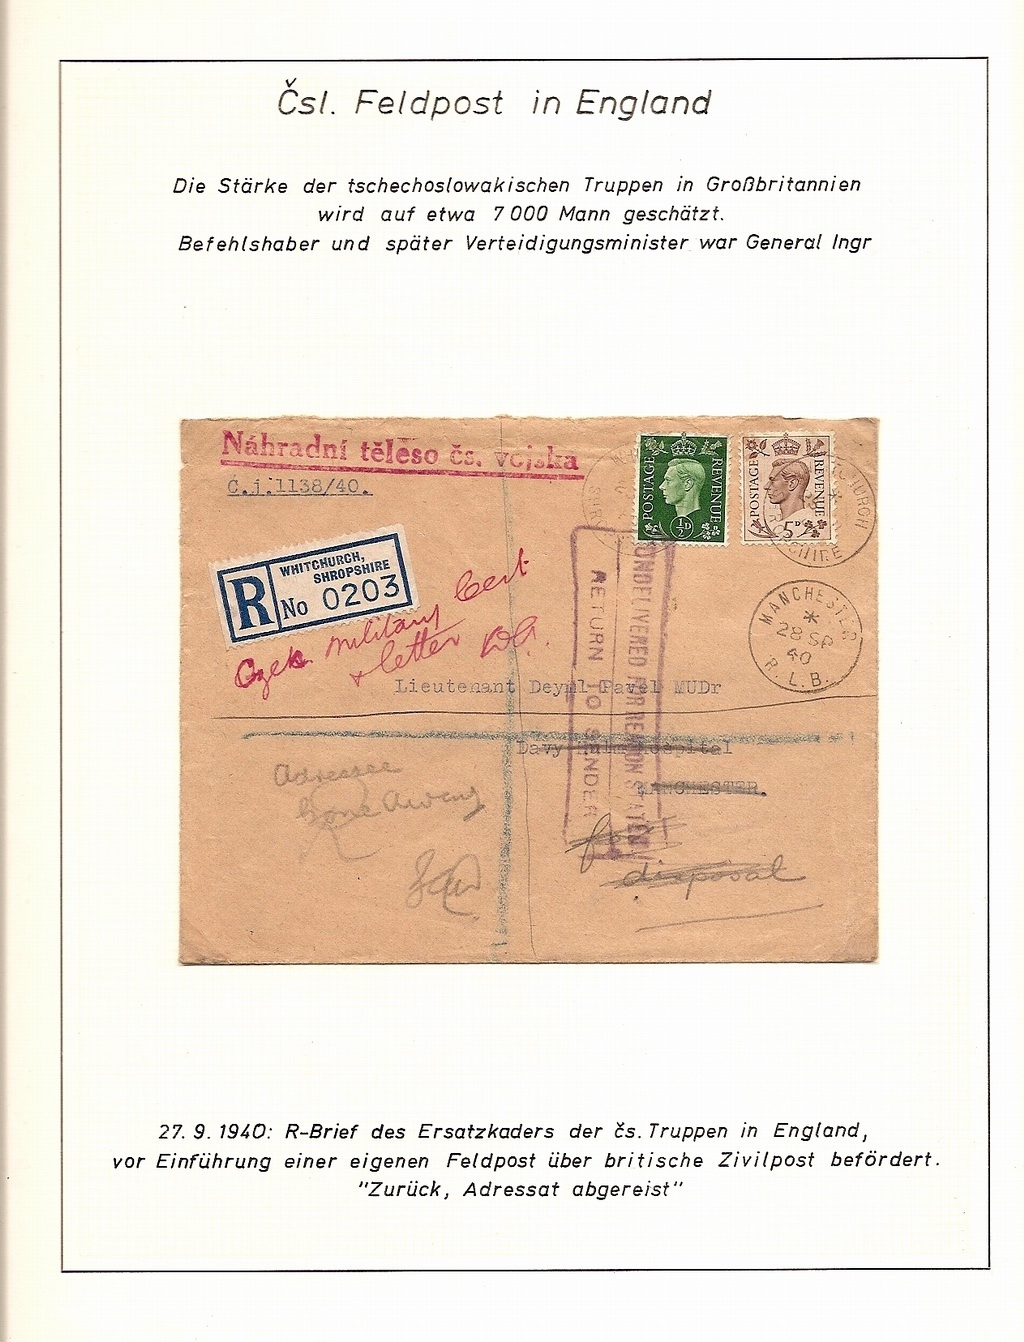 Čsl. Feldpost in England
Die Stärke der tschechoslowakischen Truppen in Großbritannien
wird auf etwa 7000 Mann geschätzt.
Befehlshaber und später Verteidigungsminister war General Ingr
Náhradní těleso čs. vojska
Č.j.1138/40.
POSTAGE REVENUE
½D
POSTAGE REVENUE
5D
WHITCHURCH,
SHROPSHIRE
R No 0203
MANCHESTER
28 SP
40
R.L.B.
Czek military Cert
+ letter
UNDELIVERED FOR REASON STATED
RETURN TO SENDER
Lieutenant Deyml Pavel MUDr
Davy Hulme Hospital
MANCHESTER.
Adressee
Gone Away
for
disposal
27. 9. 1940: R-Brief des Ersatzkaders der čs. Truppen in England,
vor Einführung einer eigenen Feldpost über britische Zivilpost befördert.
"Zurück, Adressat abgereist"